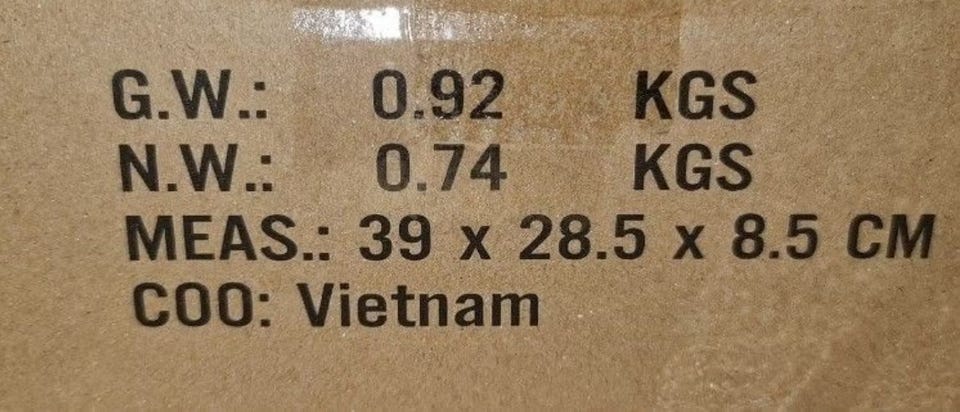 G.W.: 0.92 KGS
N.W.: 0.74 KGS
MEAS.: 39 x 28.5 x 8.5 CM
COO: Vietnam